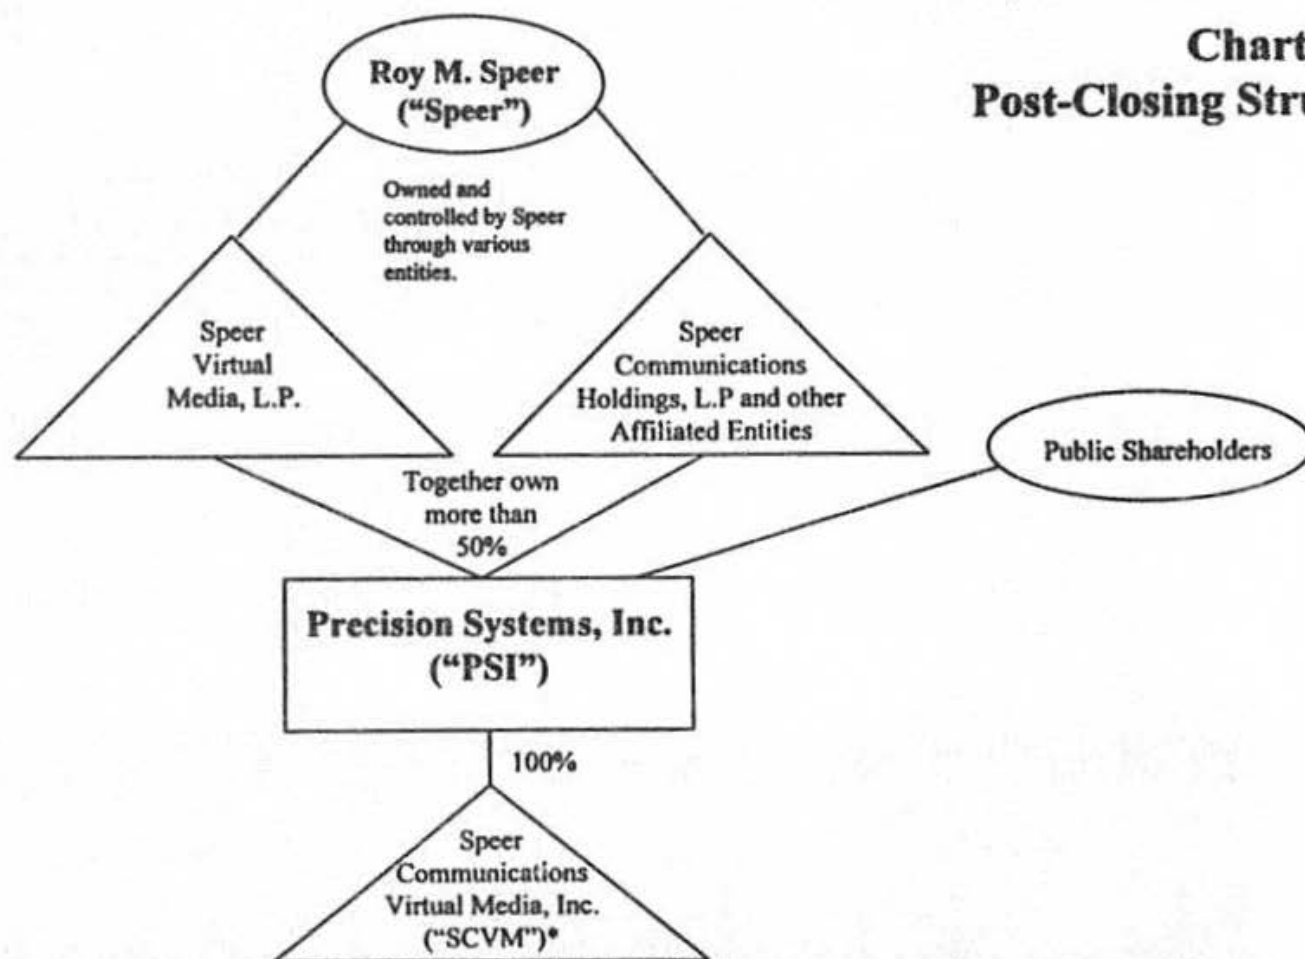 Chart
Post-Closing
Roy M. Speer
(“Speer”)
Owned and
controlled by Speer
through various
entities.
Speer
Virtual
Media, L.P.
Speer
Communications
Holdings, L.P and other
Affiliated Entities
Public Shareholders
Together own
more than
50%
Precision Systems, Inc.
(“PSI”)
100%
Speer
Communications
Virtual Media, Inc.
(“SCVM”)*